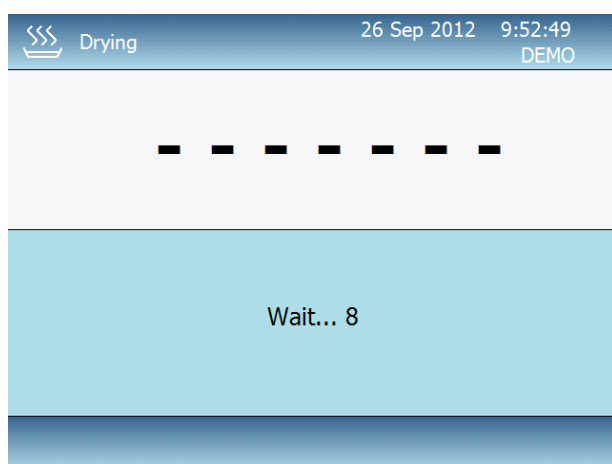 Drying
26 Sep 2012 9:52:49
DEMO
- - - - - - -
Wait... 8